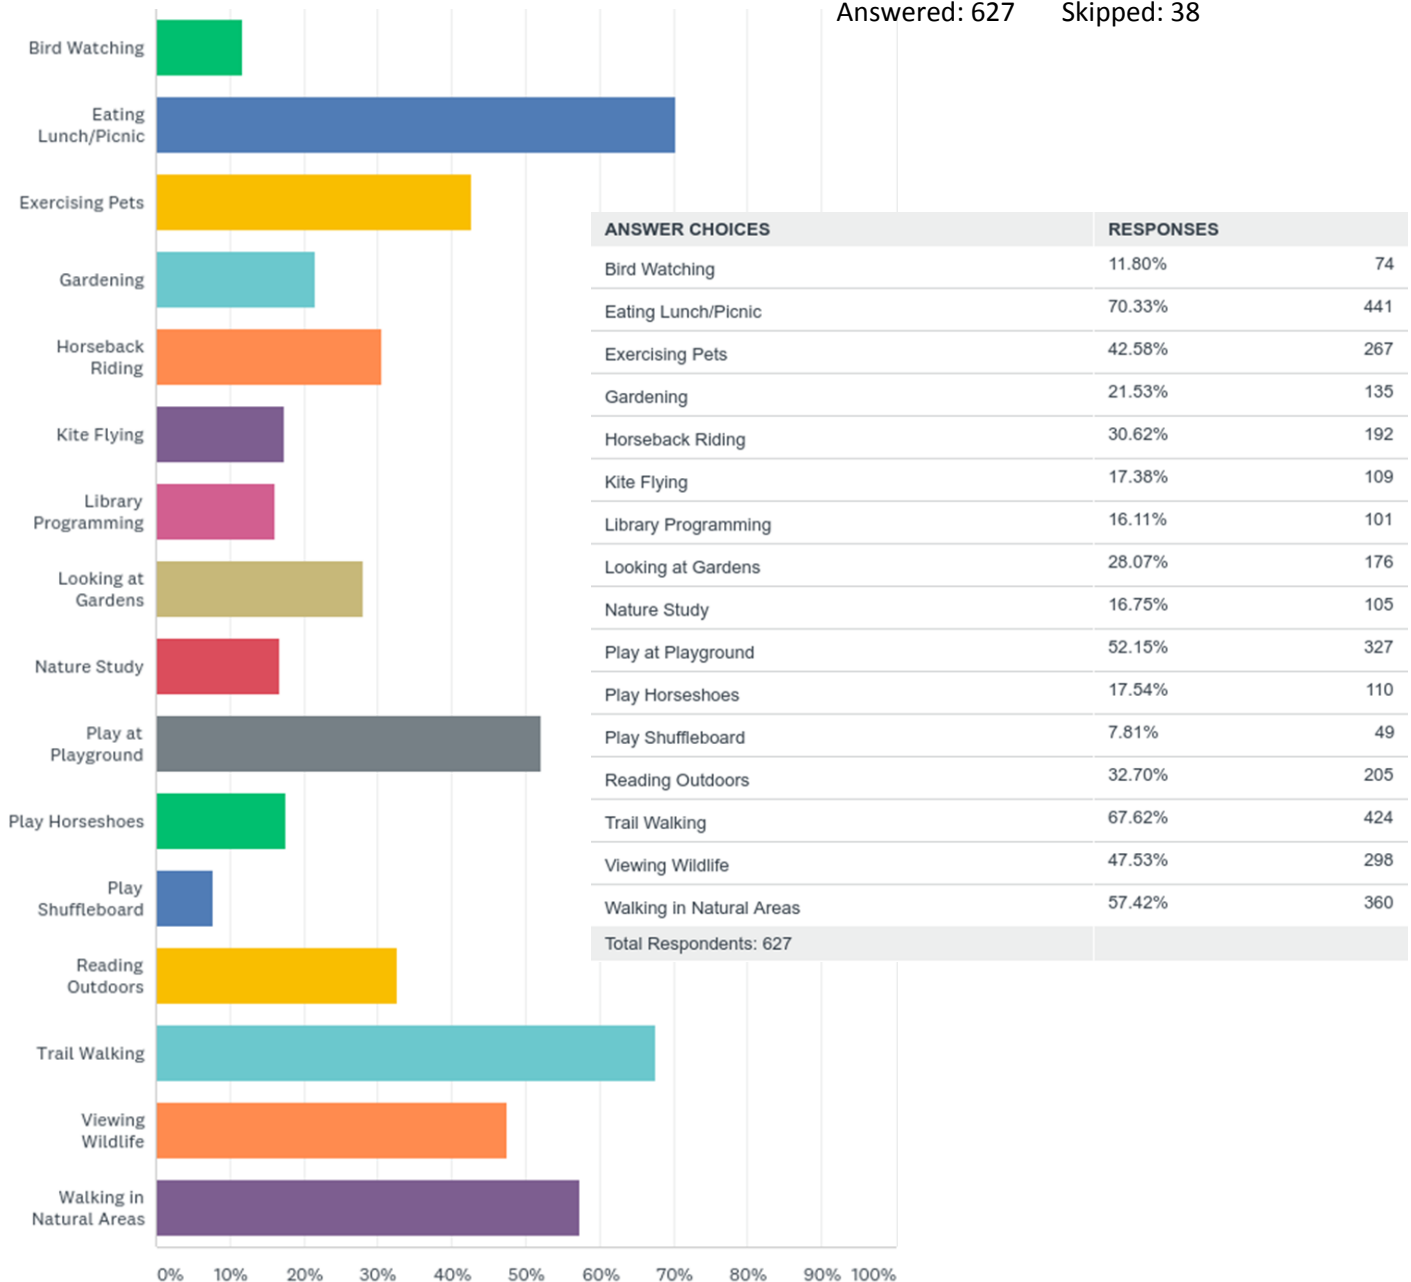 Answered: 627 Skipped: 38
Bird Watching
Eating
Lunch/Picnic
Exercising Pets
Gardening
Horseback
Riding
Kite Flying
Library
Programming
Looking at
Gardens
Nature Study
Play at
Playground
Play Horseshoes
Play
Shuffleboard
Reading
Outdoors
Trail Walking
Viewing
Wildlife
Walking in
Natural Areas
0% 10% 20% 30% 40% 50% 60% 70% 80% 90% 100%
ANSWER CHOICES RESPONSES
Bird Watching 11.80% 74
Eating Lunch/Picnic 70.33% 441
Exercising Pets 42.58% 267
Gardening 21.53% 135
Horseback Riding 30.62% 192
Kite Flying 17.38% 109
Library Programming 16.11% 101
Looking at Gardens 28.07% 176
Nature Study 16.75% 105
Play at Playground 52.15% 327
Play Horseshoes 17.54% 110
Play Shuffleboard 7.81% 49
Reading Outdoors 32.70% 205
Trail Walking 67.62% 424
Viewing Wildlife 47.53% 298
Walking in Natural Areas 57.42% 360
Total Respondents: 627